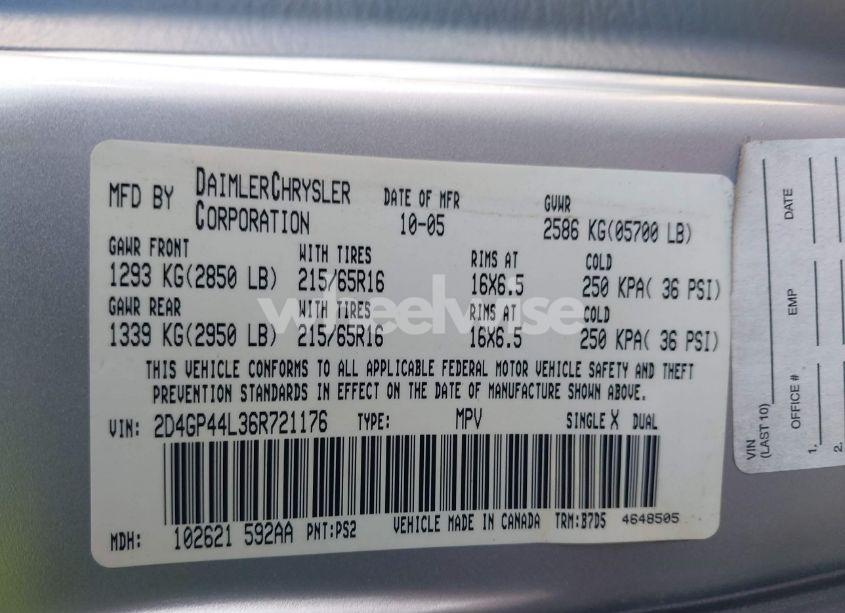 MFD BY DAIMLERCHRYSLER CORPORATION DATE OF MFR 10-05 GVWR 2586 KG(05700 LB)
GAWR FRONT WITH TIRES RIMS AT COLD
1293 KG(2850 LB) 215/65R16 16X6.5 250 KPA( 36 PSI)
GAWR REAR WITH TIRES RIMS AT COLD
1339 KG(2950 LB) 215/65R16 16X6.5 250 KPA( 36 PSI)
THIS VEHICLE CONFORMS TO ALL APPLICABLE FEDERAL MOTOR VEHICLE SAFETY AND THEFT
PREVENTION STANDARDS IN EFFECT ON THE DATE OF MANUFACTURE SHOWN ABOVE.
VIN: 2D4GP44L36R721176 TYPE: MPV SINGLE X DUAL
MDH: 102621 592AA PNT:PS2 VEHICLE MADE IN CANADA TRM:B7D5 4648505
wheelwise
VIN
(LAST 10)
OFFICE # EMP DATE
1.
2.